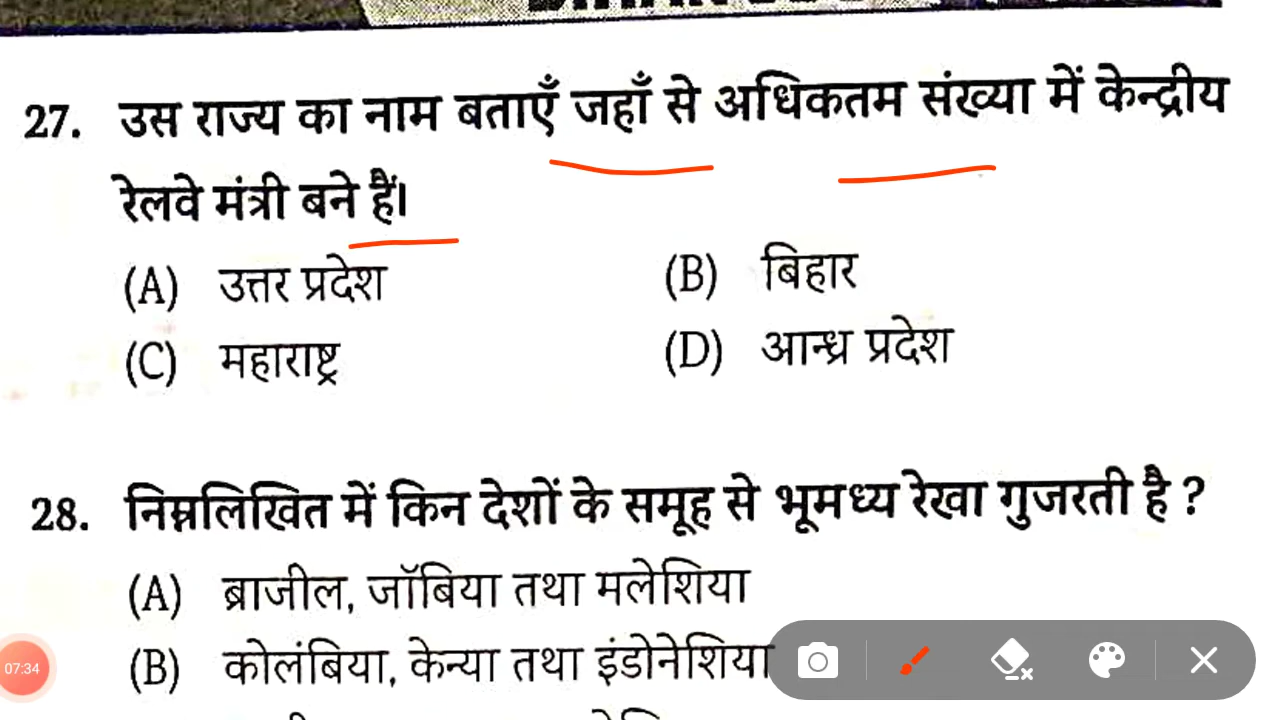 27. उस राज्य का नाम बताएँ जहाँ से अधिकतम संख्या में केन्द्रीय
रेलवे मंत्री बने हैं।
(A) उत्तर प्रदेश (B) बिहार
(C) महाराष्ट्र (D) आन्ध्र प्रदेश
28. निम्नलिखित में किन देशों के समूह से भूमध्य रेखा गुजरती है ?
(A) ब्राजील, जॉबिया तथा मलेशिया
(B) कोलंबिया, केन्या तथा इंडोनेशिया
07:34